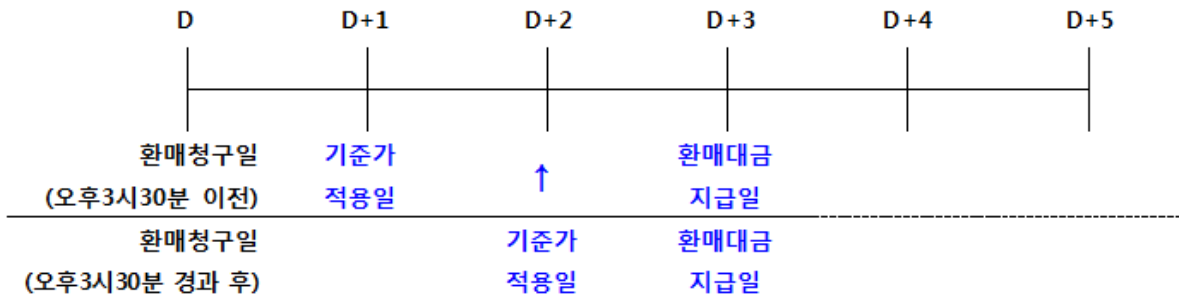 D D+1 D+2 D+3 D+4 D+5
환매청구일 기준가 환매대금
(오후3시30분 이전) 적용일 ↑ 지급일
환매청구일 기준가 환매대금
(오후3시30분 경과 후) 적용일 지급일